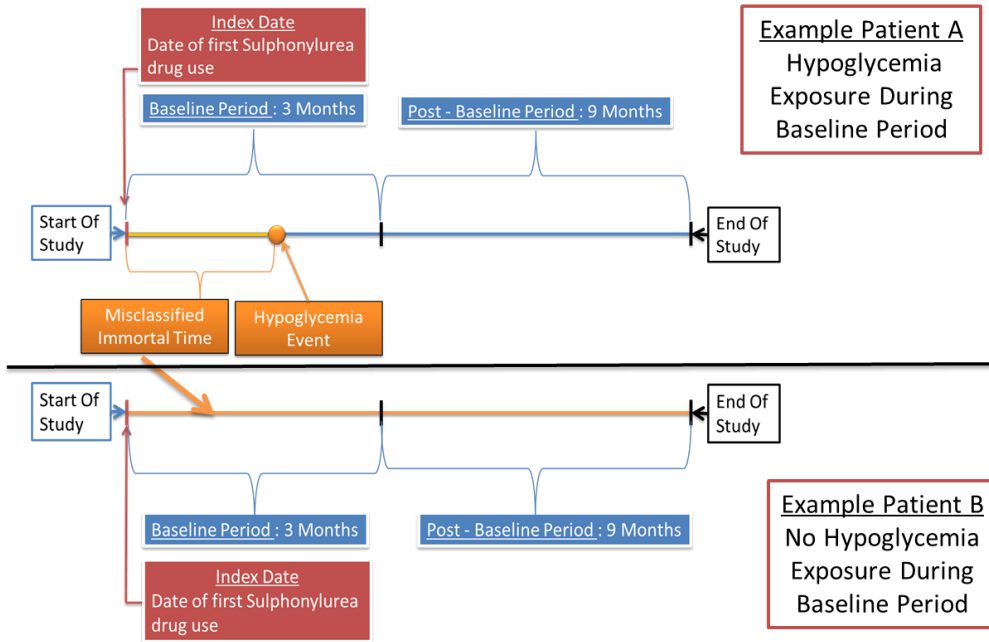 Index Date
Date of first Sulphonylurea
drug use
Example Patient A
Hypoglycemia
Exposure During
Baseline Period
Baseline Period : 3 Months
Post - Baseline Period : 9 Months
Start Of
Study
End Of
Study
Misclassified
Immortal Time
Hypoglycemia
Event
Start Of
Study
End Of
Study
Baseline Period : 3 Months
Post - Baseline Period : 9 Months
Example Patient B
No Hypoglycemia
Exposure During
Baseline Period
Index Date
Date of first Sulphonylurea
drug use